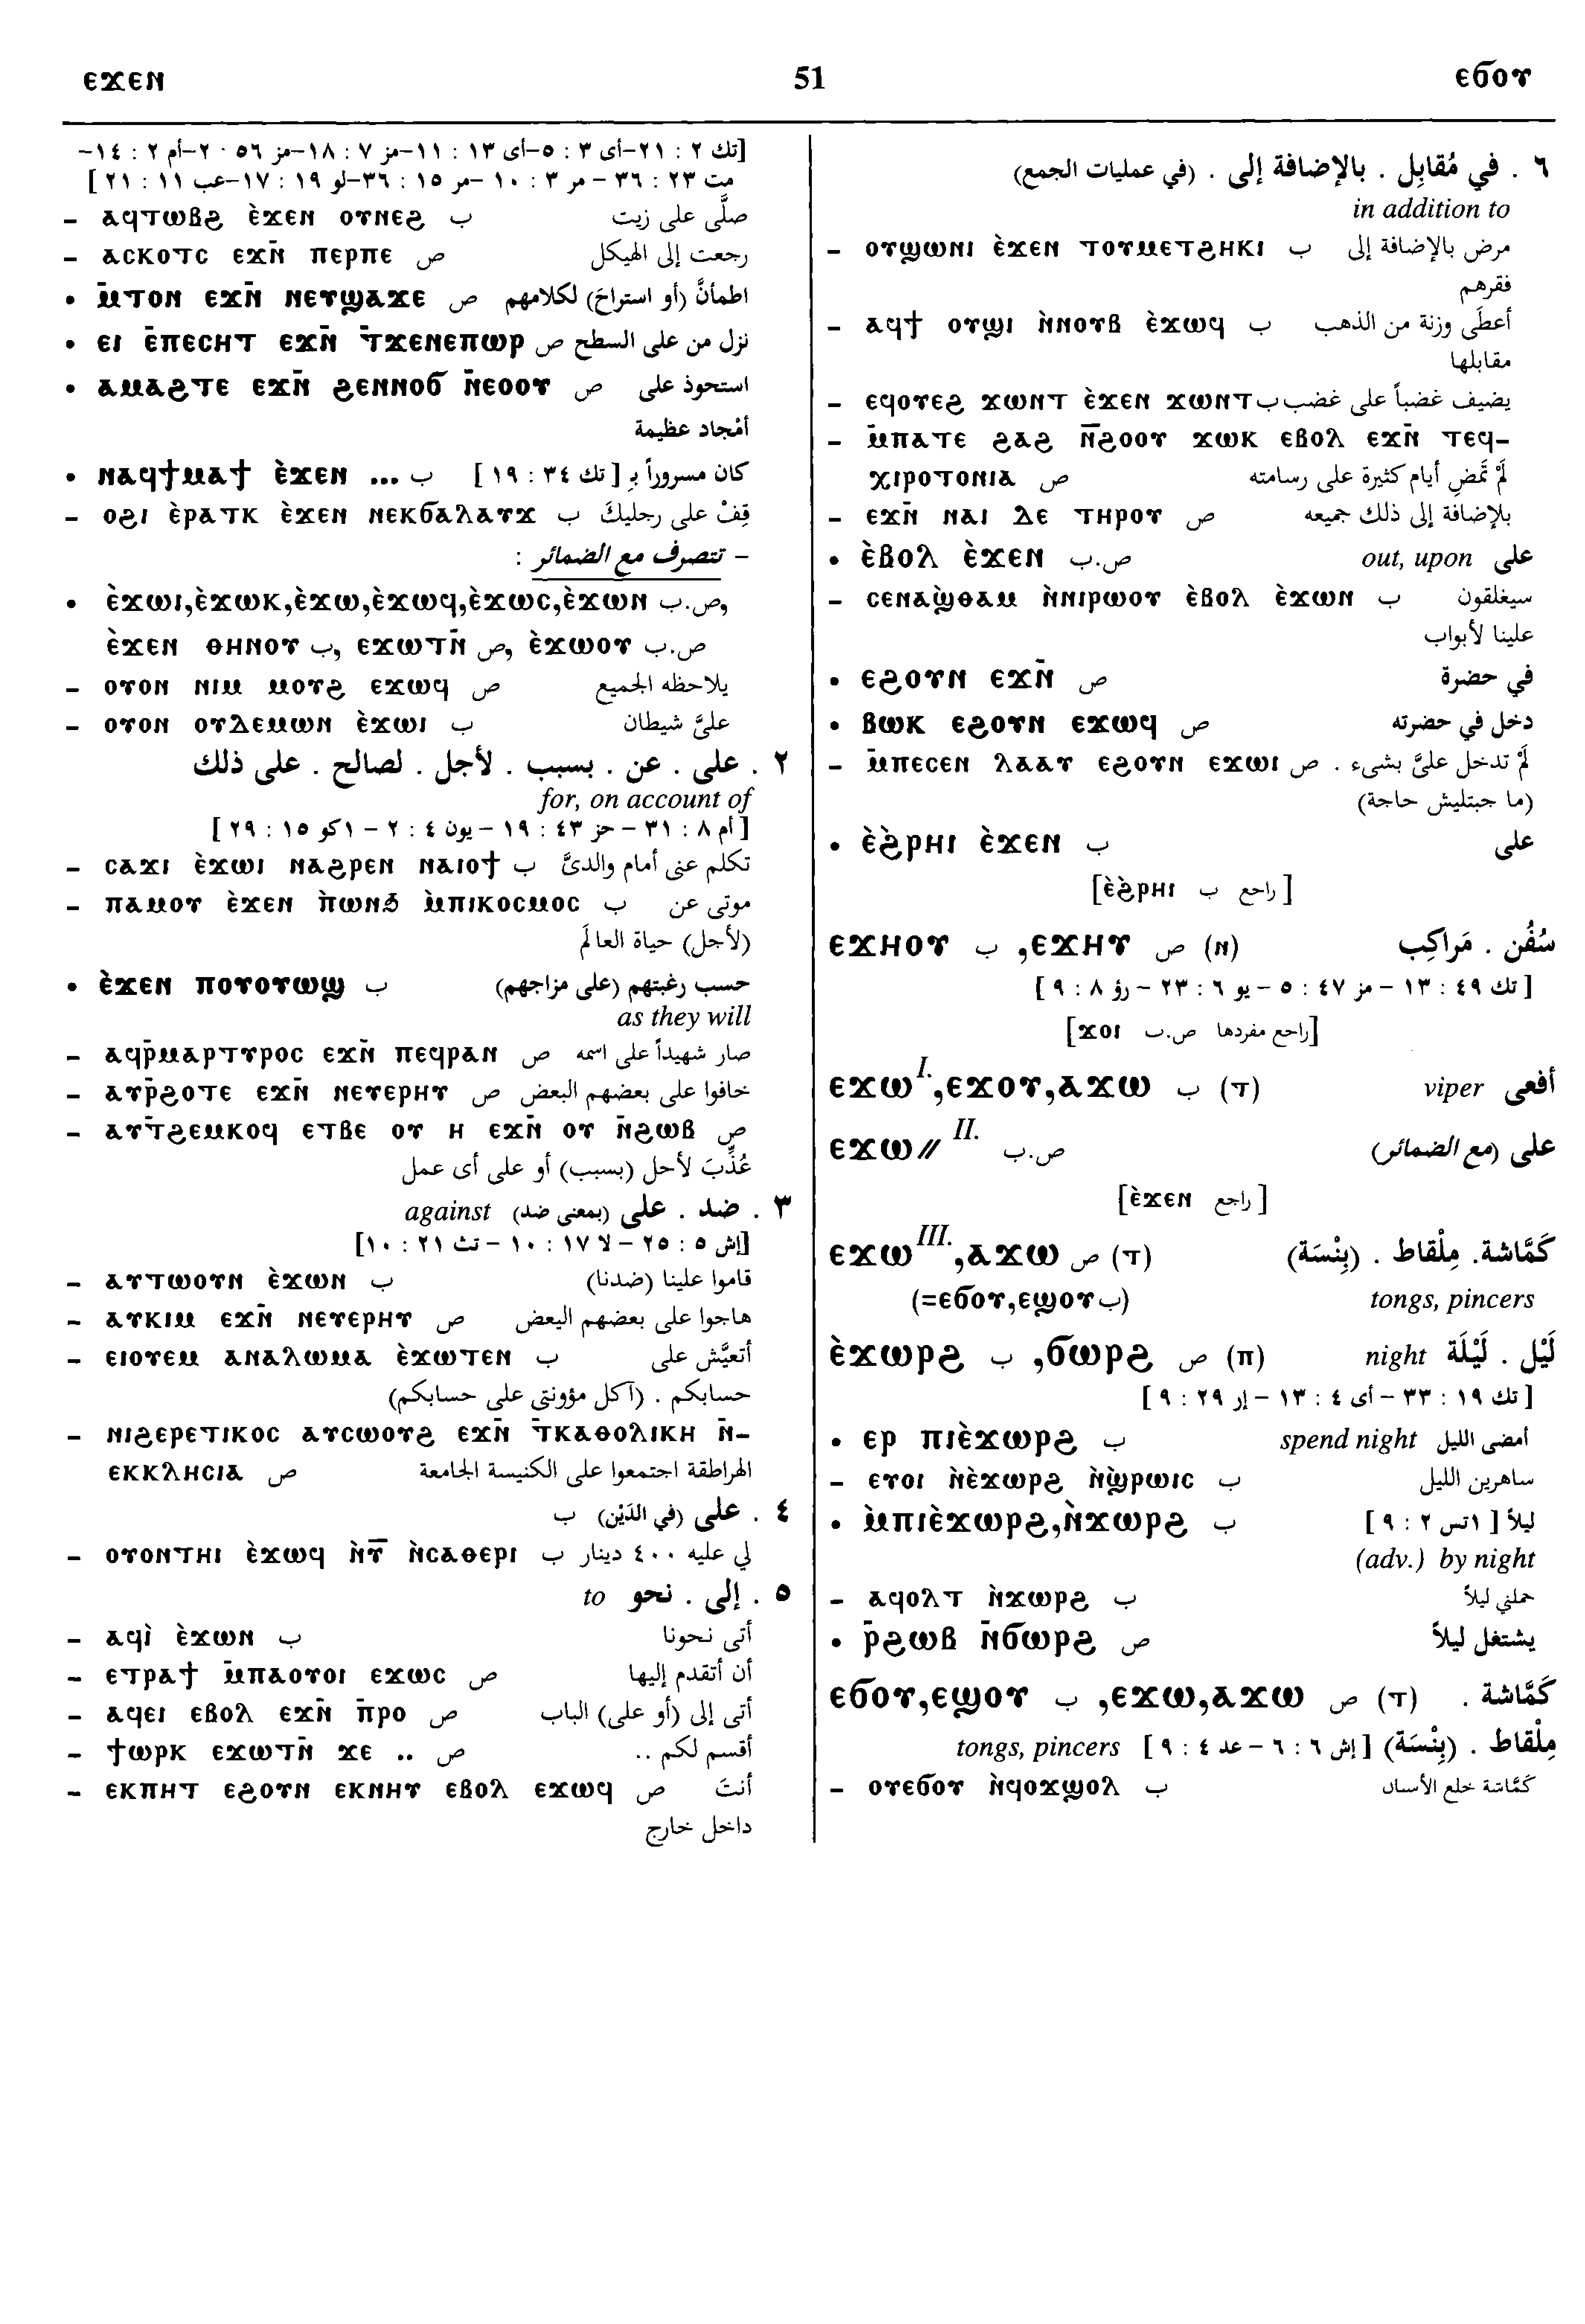 ⲉϫⲉⲛ 51 ⲉϭⲟⲩ
[تك ٢ : ٢١–أى ٣ : ٥–أى ١٣ : ١١–مز ٧ : ١٨–مز ٥٦ : ٢–أم ٢ : ١٤–
مت ٢٣ : ٣٦ – مر ٣ : ١٠ –مر ١٥ : ٣٦–لو ١٩ : ١٧–عب ١١ : ٢١ ]
– ⲁϥⲧⲱⲃϩ ⲉ̀ϫⲉⲛ ⲟⲩⲛⲉϩ ب صلَّى على زيت
– ⲁⲥⲕⲟⲧⲥ ⲉϫⲛ̄ ⲡⲉⲣⲡⲉ ص رجعت إلى الهيكل
• ⲙ̄ⲧⲟⲛ ⲉϫⲛ̄ ⲛⲉⲩϣⲁϫⲉ ص اطمأنَّ (أو استراحَ) لكلامهم
• ⲉⲓ ⲉ̄ⲡⲉⲥⲏⲧ ⲉϫⲛ̄ ⲧ̄ϫⲉⲛⲉⲡⲱⲣ ص نزل من على السطح
• ⲁⲙⲁϩⲧⲉ ⲉϫⲛ̄ ϩⲉⲛⲛⲟϭ ⲛ̄ⲉⲟⲟⲩ ص استحوذ على
أمْجاد عظيمة
• ⲛⲁϥϯⲙⲁϯ ⲉ̀ϫⲉⲛ ... ب كان مسروراً بـ [ تك ٣٤ : ١٩ ]
– ⲟϩⲓ ⲉ̀ⲣⲁⲧⲕ ⲉ̀ϫⲉⲛ ⲛⲉⲕϭⲁⲗⲁⲩϫ ب قِفْ على رجليكَ
– تتصرف مع الضمائر :
• ⲉ̀ϫⲱⲓ,ⲉ̀ϫⲱⲕ,ⲉ̀ϫⲱ,ⲉ̀ϫⲱϥ,ⲉ̀ϫⲱⲥ,ⲉ̀ϫⲱⲛ ص.ب,
ⲉ̀ϫⲉⲛ ⲑⲏⲛⲟⲩ ب, ⲉϫⲱⲧⲛ̄ ص, ⲉ̀ϫⲱⲟⲩ ص.ب
– ⲟⲩⲟⲛ ⲛⲓⲙ ⲙⲟⲩϩ ⲉϫⲱϥ ص يلاحظه الجميع
– ⲟⲩⲟⲛ ⲟⲩⲇⲉⲙⲱⲛ ⲉ̀ϫⲱⲓ ب علىَّ شيطان
٢ . على . عن . بسبب . لأجل . لصالح . على ذلك
for, on account of
[ أم ٨ : ٣١ – حز ٤٣ : ١٩ – يون ٤ : ٢ – ١كو ١٥ : ٢٩ ]
– ⲥⲁϫⲓ ⲉ̀ϫⲱⲓ ⲛⲁϩⲣⲉⲛ ⲛⲁⲓⲟϯ ب تكلم عنى أمام والدىَّ
– ⲡⲁⲙⲟⲩ ⲉ̀ϫⲉⲛ ⲡ̀ⲱⲛϧ ⲙ̀ⲡⲓⲕⲟⲥⲙⲟⲥ ب موتى عن
(لأجل) حياة العالَم
• ⲉ̀ϫⲉⲛ ⲡⲟⲩⲟⲩⲱϣ ب حسب رغبتهم (على مزاجهم)
as they will
– ⲁϥⲣ̄ⲙⲁⲣⲧⲩⲣⲟⲥ ⲉϫⲛ̄ ⲡⲉϥⲣⲁⲛ ص صار شهيداً على اسمه
– ⲁⲩⲣ̄ϩⲟⲧⲉ ⲉϫⲛ̄ ⲛⲉⲩⲉⲣⲏⲩ ص خافوا على بعضهم البعض
– ⲁⲩⲧ̄ϩⲉⲙⲕⲟϥ ⲉⲧⲃⲉ ⲟⲩ ⲏ ⲉϫⲛ̄ ⲟⲩ ⲛ̄ϩⲱⲃ ص
عُذِّبَ لأجل (بسبب) أو على أى عمل
٣ . ضد . على (بمعنى ضد) against
[إش ٥ : ٢٥ – لا ١٧ : ١٠ – تث ٢١ : ١٠]
– ⲁⲩⲧⲱⲟⲩⲛ ⲉ̀ϫⲱⲛ ب قاموا علينا (ضدنا)
– ⲁⲩⲕⲓⲙ ⲉϫⲛ̄ ⲛⲉⲩⲉⲣⲏⲩ ص هاجوا على بعضهم البعض
– ⲉⲓⲟⲩⲉⲙ ⲁⲛⲁⲗⲱⲙⲁ ⲉ̀ϫⲱⲧⲉⲛ ب أتعيَّش على
حسابكم . (آكل مؤونتى على حسابكم)
– ⲛⲓϩⲉⲣⲉⲧⲓⲕⲟⲥ ⲁⲩⲥⲱⲟⲩϩ ⲉϫⲛ̄ ⲧ̄ⲕⲁⲑⲟⲗⲓⲕⲏ ⲛ̄–
ⲉⲕⲕⲗⲏⲥⲓⲁ ص الهراطقة اجتمعوا على الكنيسة الجامعة
٤ . على (في الدَيْن) ب
– ⲟⲩⲟⲛⲧⲏⲓ ⲉ̀ϫⲱϥ ⲛ̀ⲩ̄ ⲛ̀ⲥⲁⲑⲉⲣⲓ ب لي عليه ٤٠٠ دينار
٥ . إلى . نحو to
– ⲁϥⲓ̀ ⲉ̀ϫⲱⲛ ب أتى نحونا
– ⲉⲧⲣⲁϯ ⲙ̄ⲡⲁⲟⲩⲟⲓ ⲉϫⲱⲥ ص أن أتقدم إليها
– ⲁϥⲉⲓ ⲉⲃⲟⲗ ⲉϫⲛ̄ ⲡ̄ⲣⲟ ص أتى إلى (أو على) الباب
– ϯⲱⲣⲕ ⲉϫⲱⲧⲛ̄ ϫⲉ .. ص أقسم لكم ..
– ⲉⲕⲡⲏⲧ ⲉϩⲟⲩⲛ ⲉⲕⲛⲏⲩ ⲉⲃⲟⲗ ⲉϫⲱϥ ص أنتَ
داخل خارج
٦ . في مُقابِل . بالإضافة إلى . (في عمليات الجمع)
in addition to
– ⲟⲩϣⲱⲛⲓ ⲉ̀ϫⲉⲛ ⲧⲟⲩⲙⲉⲧϩⲏⲕⲓ ب مرض بالإضافة إلى
فقرهم
– ⲁϥϯ ⲟⲩϣⲓ ⲛ̀ⲛⲟⲩⲃ ⲉ̀ϫⲱϥ ب أعطَى وزنة من الذهب
مقابلها
– ⲉϥⲟⲩⲉϩ ϫⲱⲛⲧ ⲉ̀ϫⲉⲛ ϫⲱⲛⲧ ب يضيف غضباً على غضب
– ⲙ̄ⲡⲁⲧⲉ ϩⲁϩ ⲛ̄ϩⲟⲟⲩ ϫⲱⲕ ⲉⲃⲟⲗ ⲉϫⲛ̄ ⲧⲉϥ–
ⲭⲓⲣⲟⲧⲟⲛⲓⲁ ص لَمْ تَمْضِ أيام كثيرة على رسامته
– ⲉϫⲛ̄ ⲛⲁⲓ ⲇⲉ ⲧⲏⲣⲟⲩ ص بلإضافة إلى ذلك جميعه
• ⲉ̀ⲃⲟⲗ ⲉ̀ϫⲉⲛ ص.ب out, upon على
– ⲥⲉⲛⲁϣ̀ⲑⲁⲙ ⲛ̀ⲛⲓⲣⲱⲟⲩ ⲉ̀ⲃⲟⲗ ⲉ̀ϫⲱⲛ ب سيغلقون
علينا لأبواب
• ⲉϩⲟⲩⲛ ⲉϫⲛ̄ ص في حضرة
• ⲃⲱⲕ ⲉϩⲟⲩⲛ ⲉϫⲱϥ ص دخل في حضرته
– ⲙ̄ⲡⲉⲥⲉⲛ ⲗⲁⲁⲩ ⲉϩⲟⲩⲛ ⲉϫⲱⲓ ص لَمْ تدخل علىَّ بشىء .
(ما جبتليش حاجة)
• ⲉ̀ϩ̀ⲣⲏⲓ ⲉ̀ϫⲉⲛ ب على
[راجع ب ⲉ̀ϩ̀ⲣⲏⲓ]
ⲉϫⲏⲟⲩ ب ,ⲉϫⲏⲩ ص (ⲛ) سُفُن . مَراكِب
[ تك ٤٩ : ١٣ – مز ٤٧ : ٥ – يو ٦ : ٢٣ – رؤ ٨ : ٩ ]
[راجع مفردها ص.ب ϫⲟⲓ]
ⲉϫⲱ I. ,ⲉϫⲟⲩ,ⲁϫⲱ ب (ⲧ) viper أفعى
ⲉϫⲱ// II. ص.ب على (مع الضمائر)
[راجع ⲉ̀ϫⲉⲛ]
ⲉϫⲱ III. ,ⲁϫⲱ ص (ⲧ) كَمَّاشة. مِلْقاط . (بِنْسَة)
(=ⲉϭⲟⲩ,ⲉϣⲟⲩ ب) tongs, pincers
ⲉ̀ϫⲱⲣϩ ب ,ϭⲱⲣϩ ص (ⲡ) night لَيْل . لَيْلَة
[ تك ١٩ : ٣٣ – أى ٤ : ١٣ – إر ٢٩ : ٩ ]
• ⲉⲣ ⲡⲓⲉ̀ϫⲱⲣϩ ب spend night أمضى الليل
– ⲉⲩⲟⲓ ⲛ̀ⲉ̀ϫⲱⲣϩ ⲛ̀ϣ̀ⲣⲱⲓⲥ ب ساهرين الليل
• ⲙ̀ⲡⲓⲉ̀ϫⲱⲣϩ,ⲛ̀ϫⲱⲣϩ ب ليلاً [ ١تس ٢ : ٩ ]
(adv.) by night
– ⲁϥⲟⲗⲧ ⲛ̀ϫⲱⲣϩ ب حملني ليلاً
• ⲣ̄ϩⲱⲃ ⲛ̄ϭⲱⲣϩ ص يشتغل ليلاً
ⲉϭⲟⲩ,ⲉϣⲟⲩ ب ,ⲉϫⲱ,ⲁϫⲱ ص (ⲧ) كَمَّاشة .
مِلْقاط . (بِنْسَة) [ إش ٦ : ٦ – عد ٤ : ٩ ] tongs, pincers
– ⲟⲩⲉϭⲟⲩ ⲛ̀ϥⲟϫϣⲟⲗ ب كمَّاشة خلع الأسنان